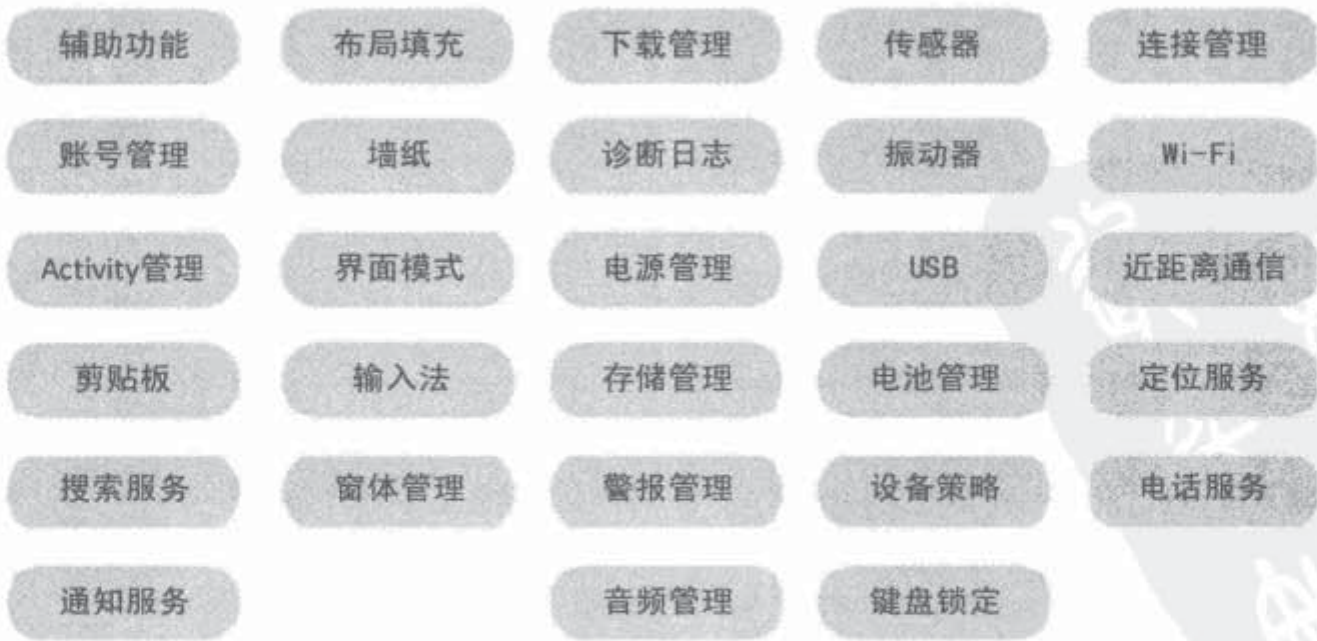 辅助功能 布局填充 下载管理 传感器 连接管理
账号管理 墙纸 诊断日志 振动器 Wi-Fi
Activity管理 界面模式 电源管理 USB 近距离通信
剪贴板 输入法 存储管理 电池管理 定位服务
搜索服务 窗体管理 警报管理 设备策略 电话服务
通知服务 音频管理 键盘锁定